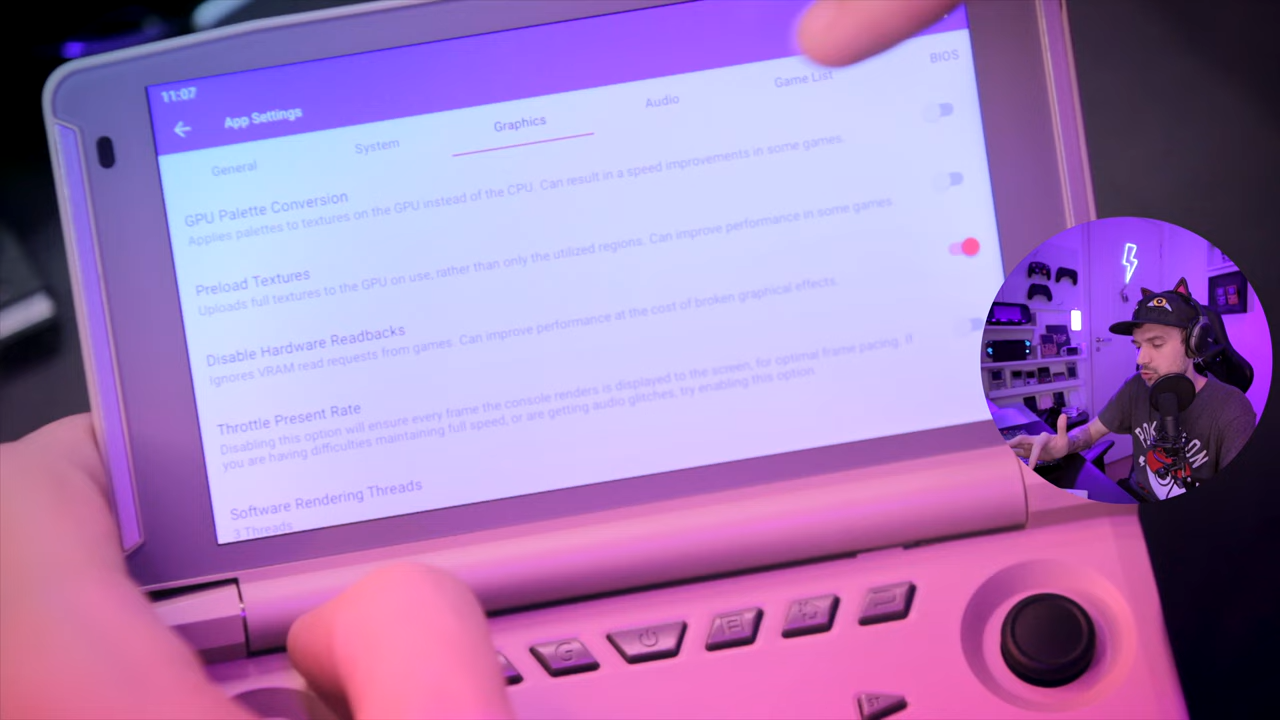 11:07
App Settings
General
System
Graphics
Audio
Game List
BIOS
GPU Palette Conversion
Applies palettes to textures on the GPU instead of the CPU. Can result in a speed improvements in some games.
Preload Textures
Uploads full textures to the GPU on use, rather than only the utilized regions. Can improve performance in some games.
Disable Hardware Readbacks
Ignores VRAM read requests from games. Can improve performance at the cost of broken graphical effects.
Throttle Present Rate
Disabling this option will ensure every frame the console renders is displayed to the screen, for optimal frame pacing. If
you are having difficulties maintaining full speed, or are getting audio glitches, try enabling this option.
Software Rendering Threads
3 Threads
G
ST